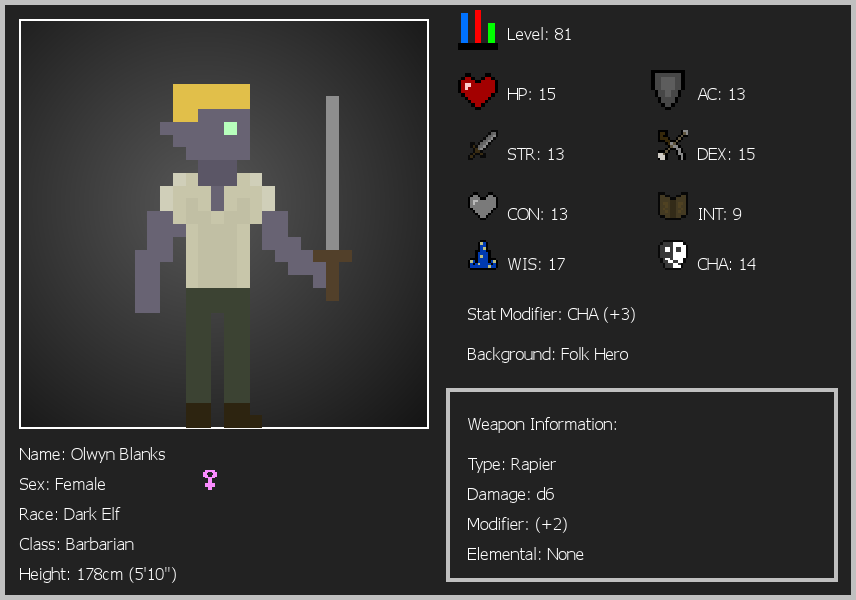 Level: 81
HP: 15
AC: 13
STR: 13
DEX: 15
CON: 13
INT: 9
WIS: 17
CHA: 14
Stat Modifier: CHA (+3)
Background: Folk Hero
Weapon Information:
Type: Rapier
Damage: d6
Modifier: (+2)
Elemental: None
Name: Olwyn Blanks
Sex: Female
Race: Dark Elf
Class: Barbarian
Height: 178cm (5'10")